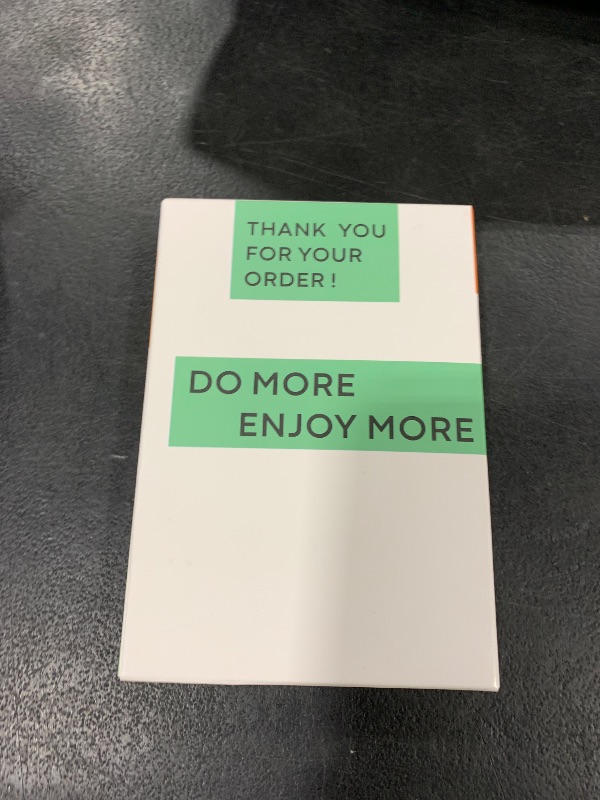 THANK YOU
FOR YOUR
ORDER !
DO MORE
ENJOY MORE